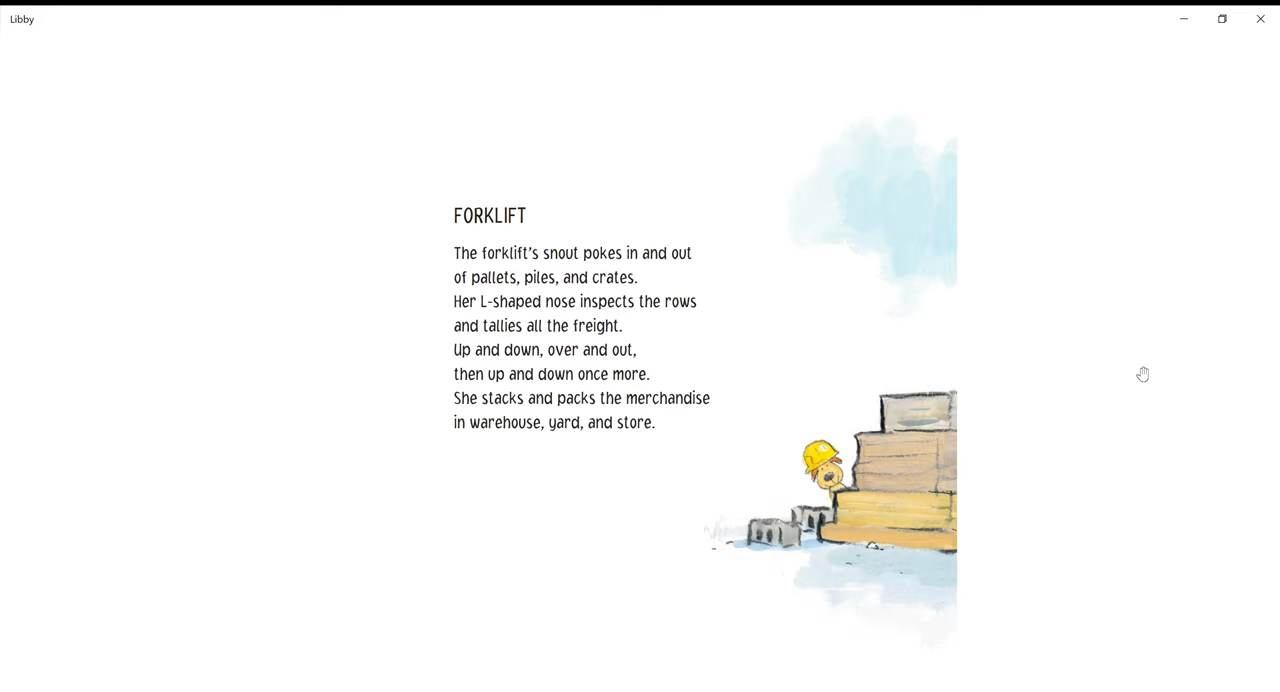 Libby
FORKLIFT
The forklift's snout pokes in and out
of pallets, piles, and crates.
Her L-shaped nose inspects the rows
and tallies all the freight.
Up and down, over and out,
then up and down once more.
She stacks and packs the merchandise
in warehouse, yard, and store.